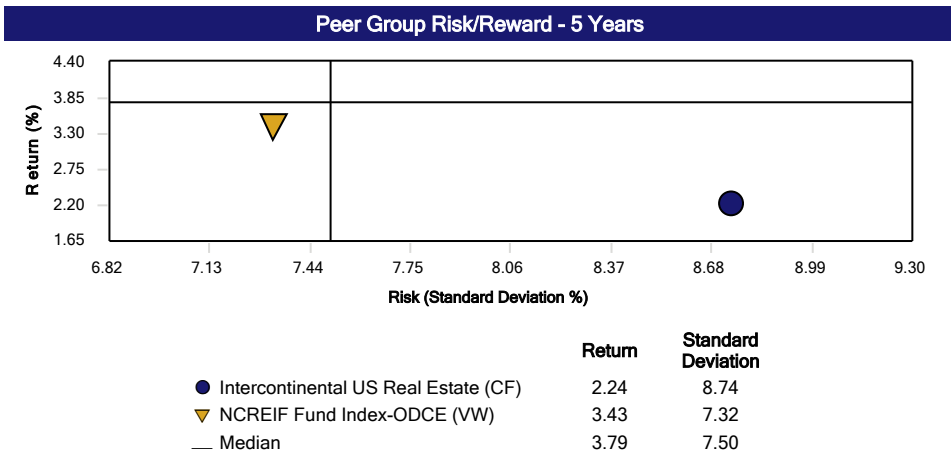 Peer Group Risk/Reward - 5 Years
4.40
3.85
3.30
2.75
2.20
1.65
Return (%)
6.82 7.13 7.44 7.75 8.06 8.37 8.68 8.99 9.30
Risk (Standard Deviation %)
Return Standard Deviation
Intercontinental US Real Estate (CF) 2.24 8.74
NCREIF Fund Index-ODCE (VW) 3.43 7.32
Median 3.79 7.50